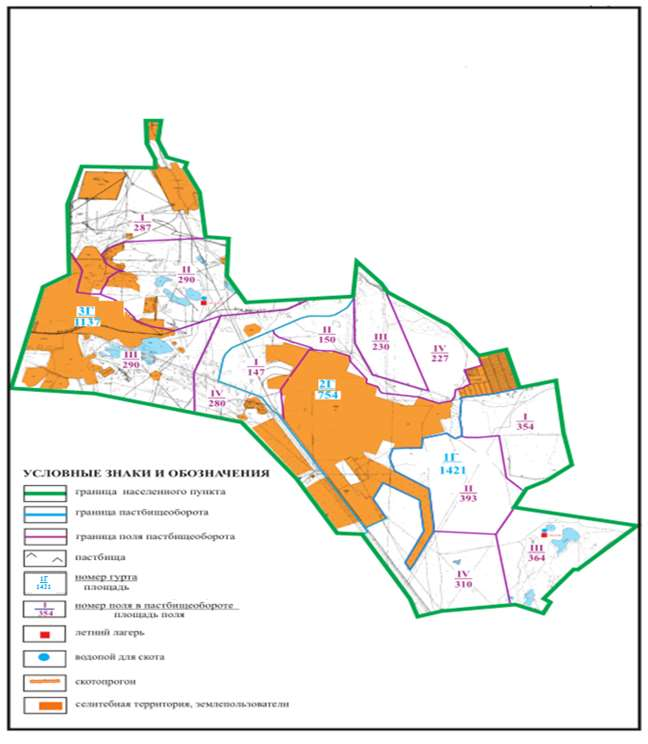 I
287
II
290
3Г
1137
III
290
IV
280
I
147
II
150
III
230
IV
227
2Г
754
I
354
1Г
1421
II
393
III
364
IV
310
УСЛОВНЫЕ ЗНАКИ И ОБОЗНАЧЕНИЯ
граница населенного пункта
граница пастбищеоборота
граница поля пастбищеоборота
пастбища
1Г
1421
номер гурта
площадь
I
354
номер поля в пастбищеобороте
площадь поля
летний лагерь
водопой для скота
скотопрогон
селитебная территория, землепользователи